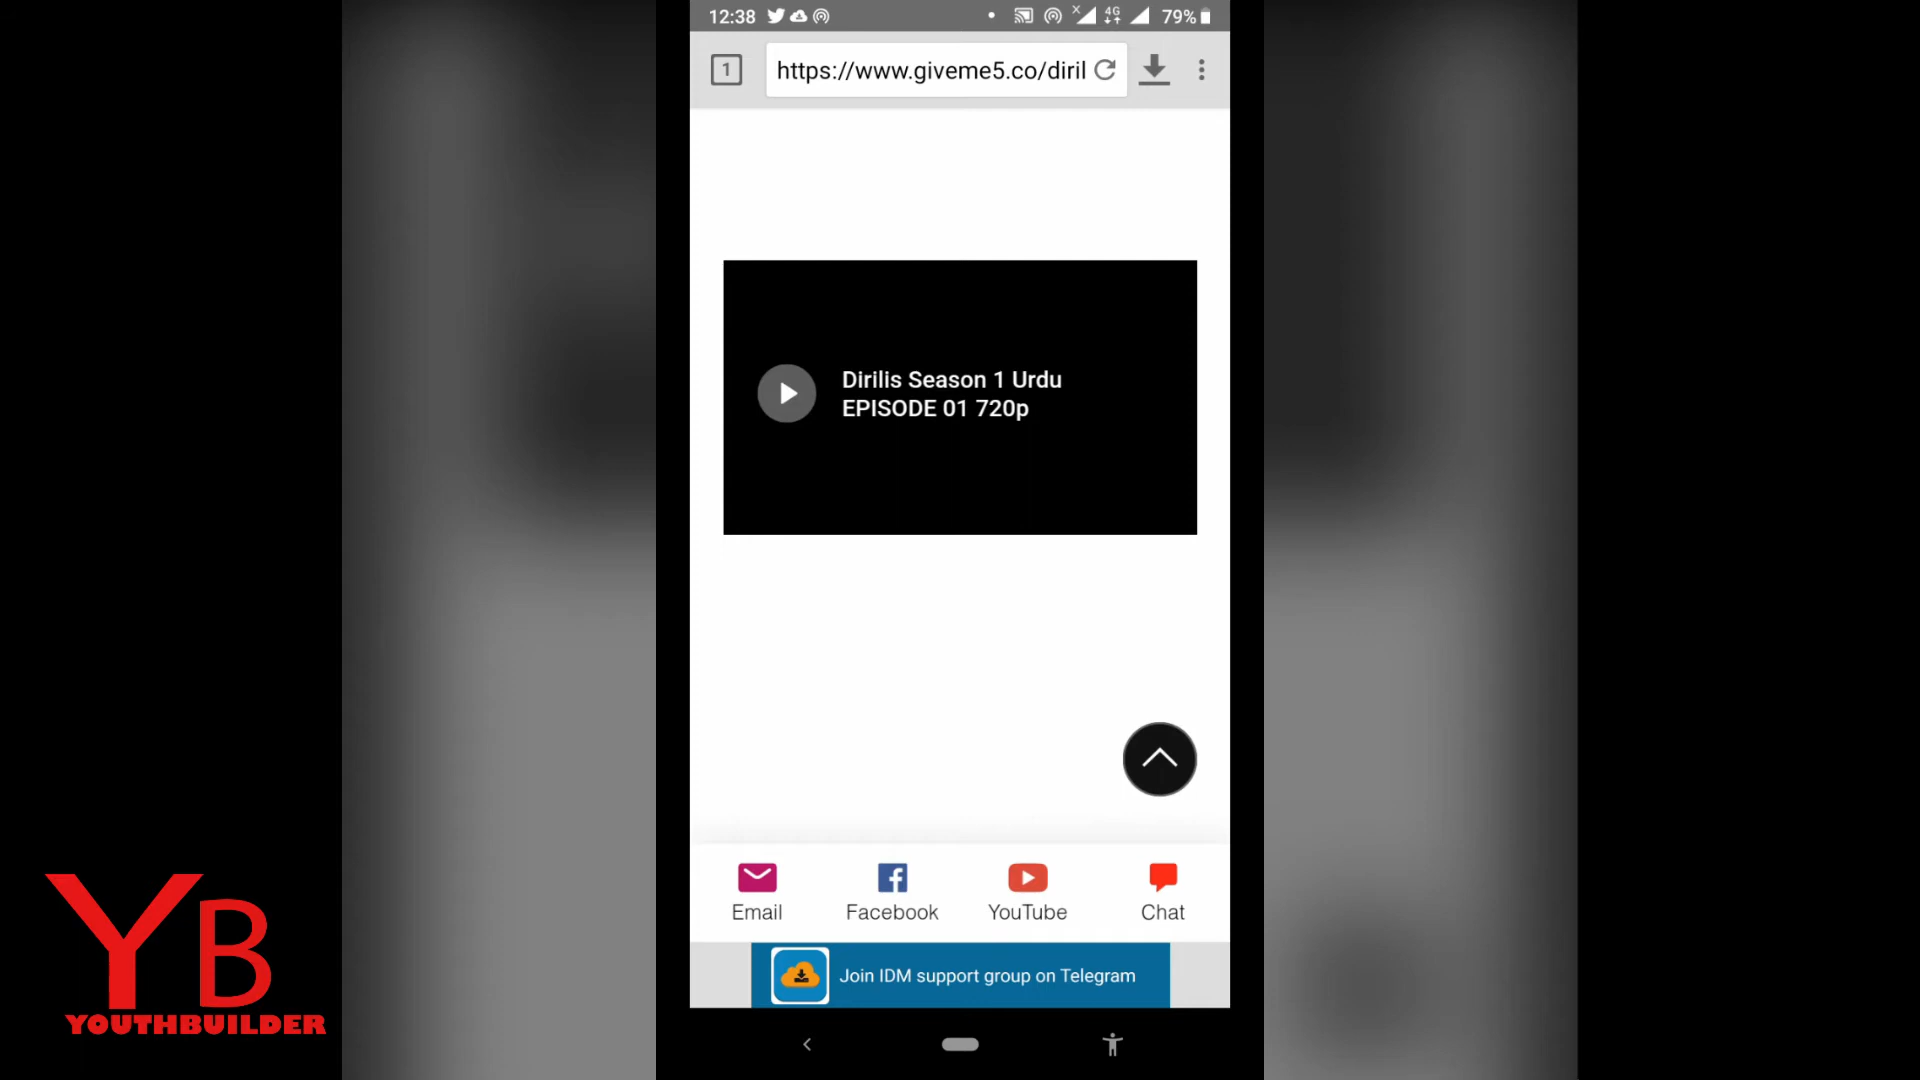 12:38
4G
79%
1
https://www.giveme5.co/diril
Dirilis Season 1 Urdu
EPISODE 01 720p
Email
Facebook
YouTube
Chat
Join IDM support group on Telegram
YB
YOUTHBUILDER